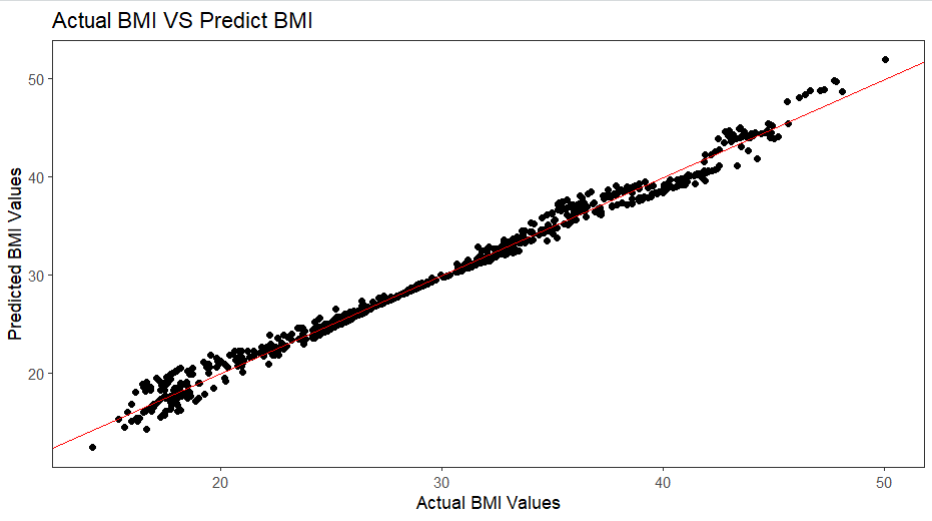 Actual BMI VS Predict BMI
Predicted BMI Values
50
40
30
20
20 30 40 50
Actual BMI Values